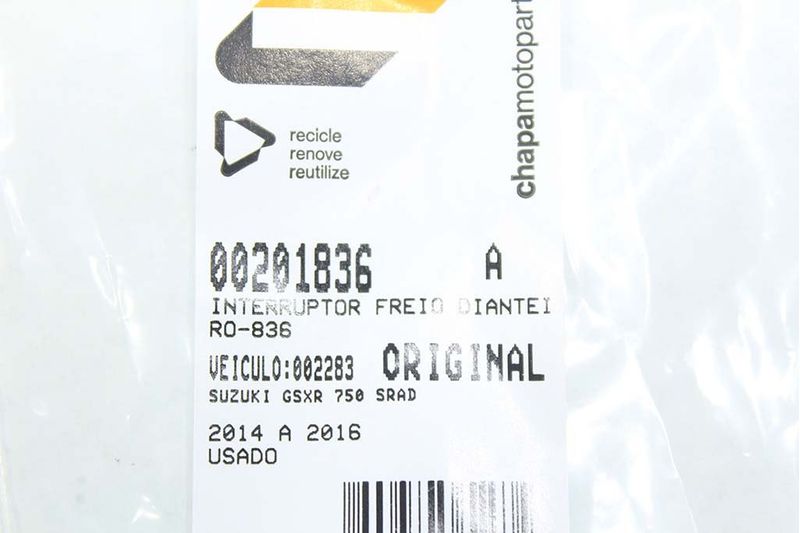 recicle
renove
reutilize
chapamotopart
00201836 A
INTERRUPTOR FREIO DIANTEI
RO-836
VEICULO:002283 ORIGINAL
SUZUKI GSXR 750 SRAD
2014 A 2016
USADO